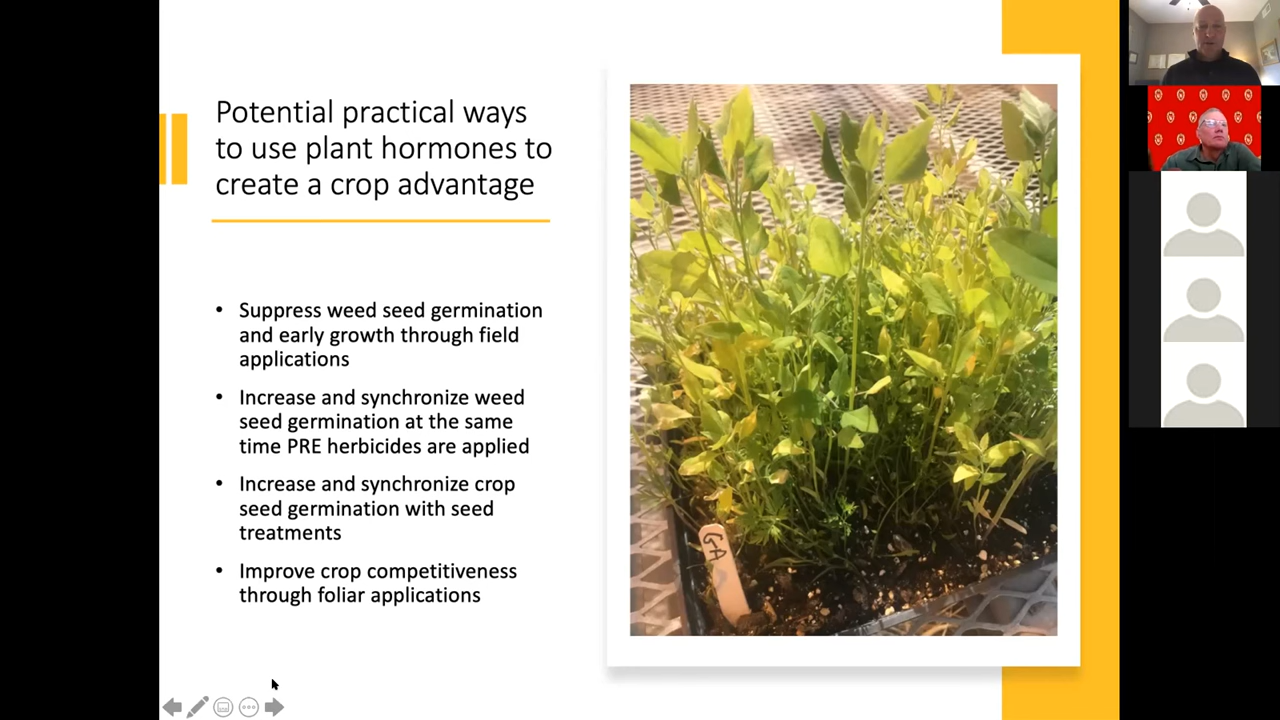 Potential practical ways
to use plant hormones to
create a crop advantage
• Suppress weed seed germination
and early growth through field
applications
• Increase and synchronize weed
seed germination at the same
time PRE herbicides are applied
• Increase and synchronize crop
seed germination with seed
treatments
• Improve crop competitiveness
through foliar applications
GA